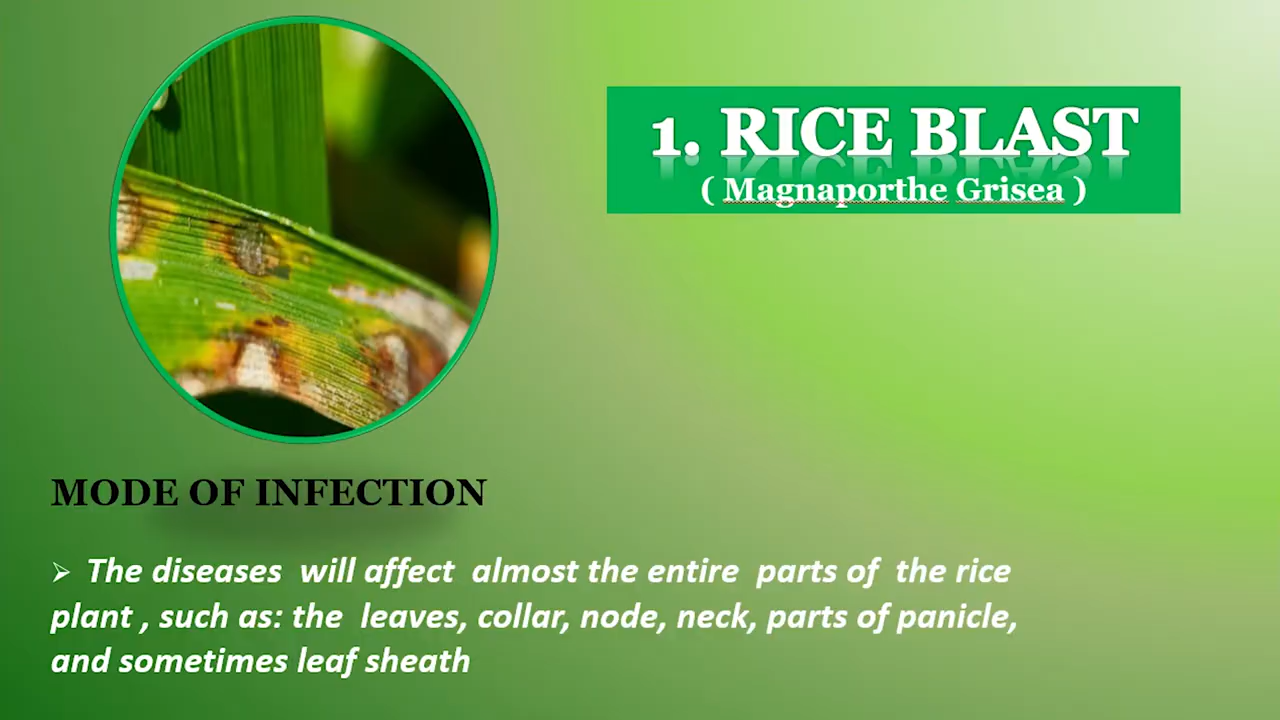 1. RICE BLAST
( Magnaporthe Grisea )
MODE OF INFECTION
➢ The diseases will affect almost the entire parts of the rice
plant , such as: the leaves, collar, node, neck, parts of panicle,
and sometimes leaf sheath